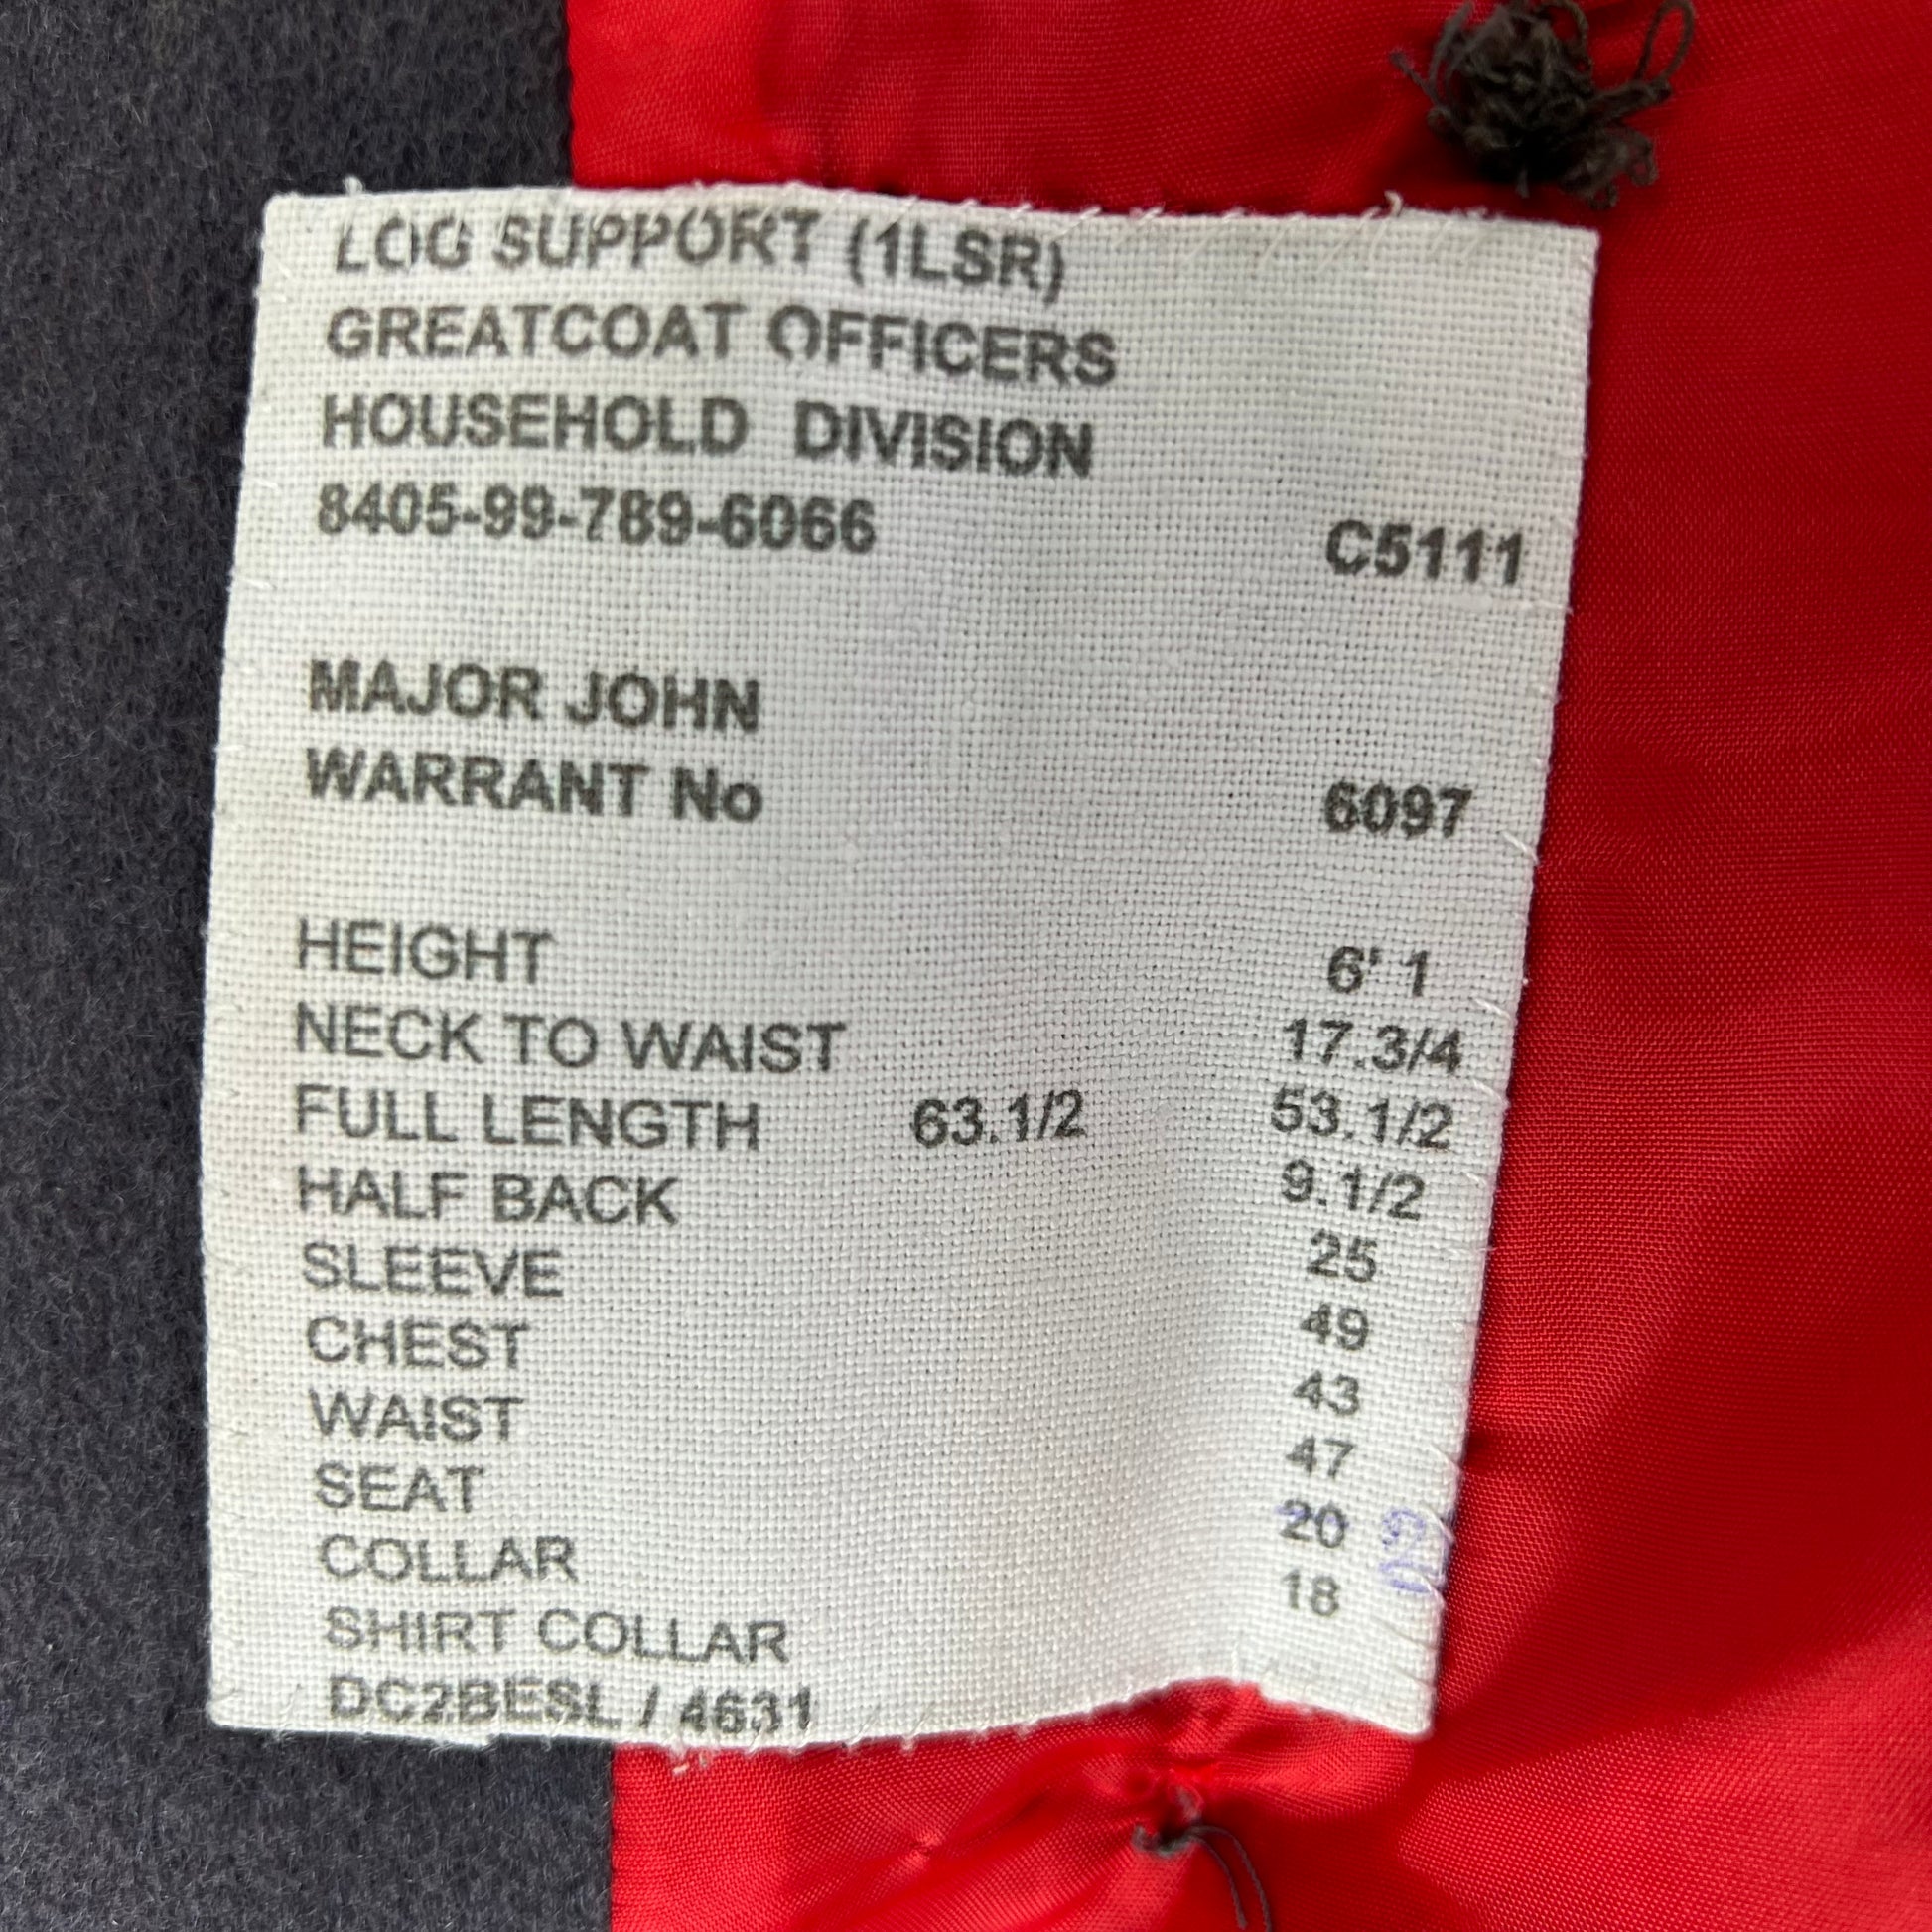 LOG SUPPORT (1LSR)
GREATCOAT OFFICERS
HOUSEHOLD DIVISION
8405-99-789-6066 C5111
MAJOR JOHN
WARRANT No 6097
HEIGHT 6' 1
NECK TO WAIST 17.3/4
FULL LENGTH 63.1/2 53.1/2
HALF BACK 9.1/2
SLEEVE 25
CHEST 49
WAIST 43
SEAT 47
COLLAR 20
SHIRT COLLAR 18
DC2BESL / 4631